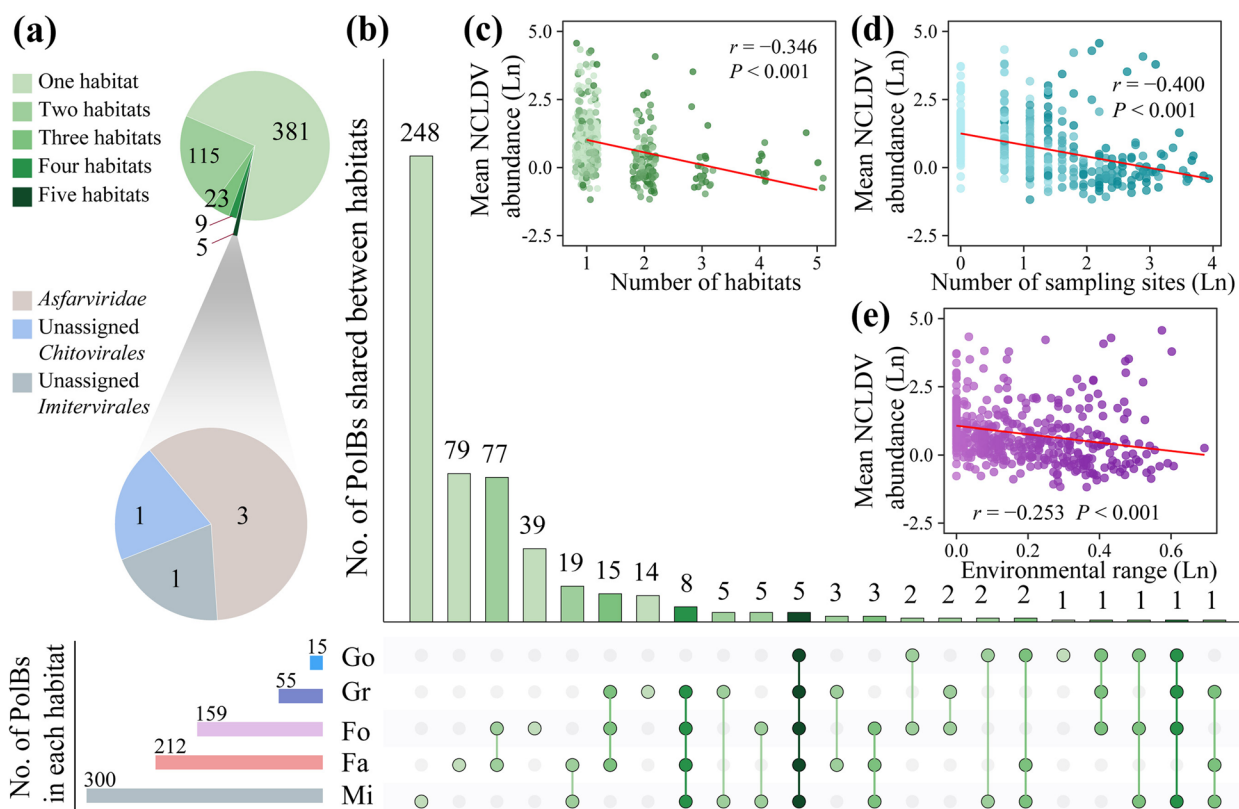 (a)
One habitat
Two habitats
Three habitats
Four habitats
Five habitats
381
115
23
9
5
Asfarviridae
Unassigned
Chitovirales
Unassigned
Imitervirales
3
1
1
(b)
No. of PolBs shared between habitats
248
79
77
39
19
15
14
8
5
5
5
3
3
2
2
2
2
1
1
1
1
1
(c)
Mean NCLDV
abundance (Ln)
5.0
2.5
0.0
-2.5
r = −0.346
P < 0.001
1 2 3 4 5
Number of habitats
(d)
Mean NCLDV
abundance (Ln)
5.0
2.5
0.0
-2.5
r = −0.400
P < 0.001
0 1 2 3 4
Number of sampling sites (Ln)
(e)
Mean NCLDV
abundance (Ln)
5.0
2.5
0.0
-2.5
r = −0.253 P < 0.001
0.0 0.2 0.4 0.6
Environmental range (Ln)
No. of PolBs
in each habitat
15
55
159
212
300
Go
Gr
Fo
Fa
Mi